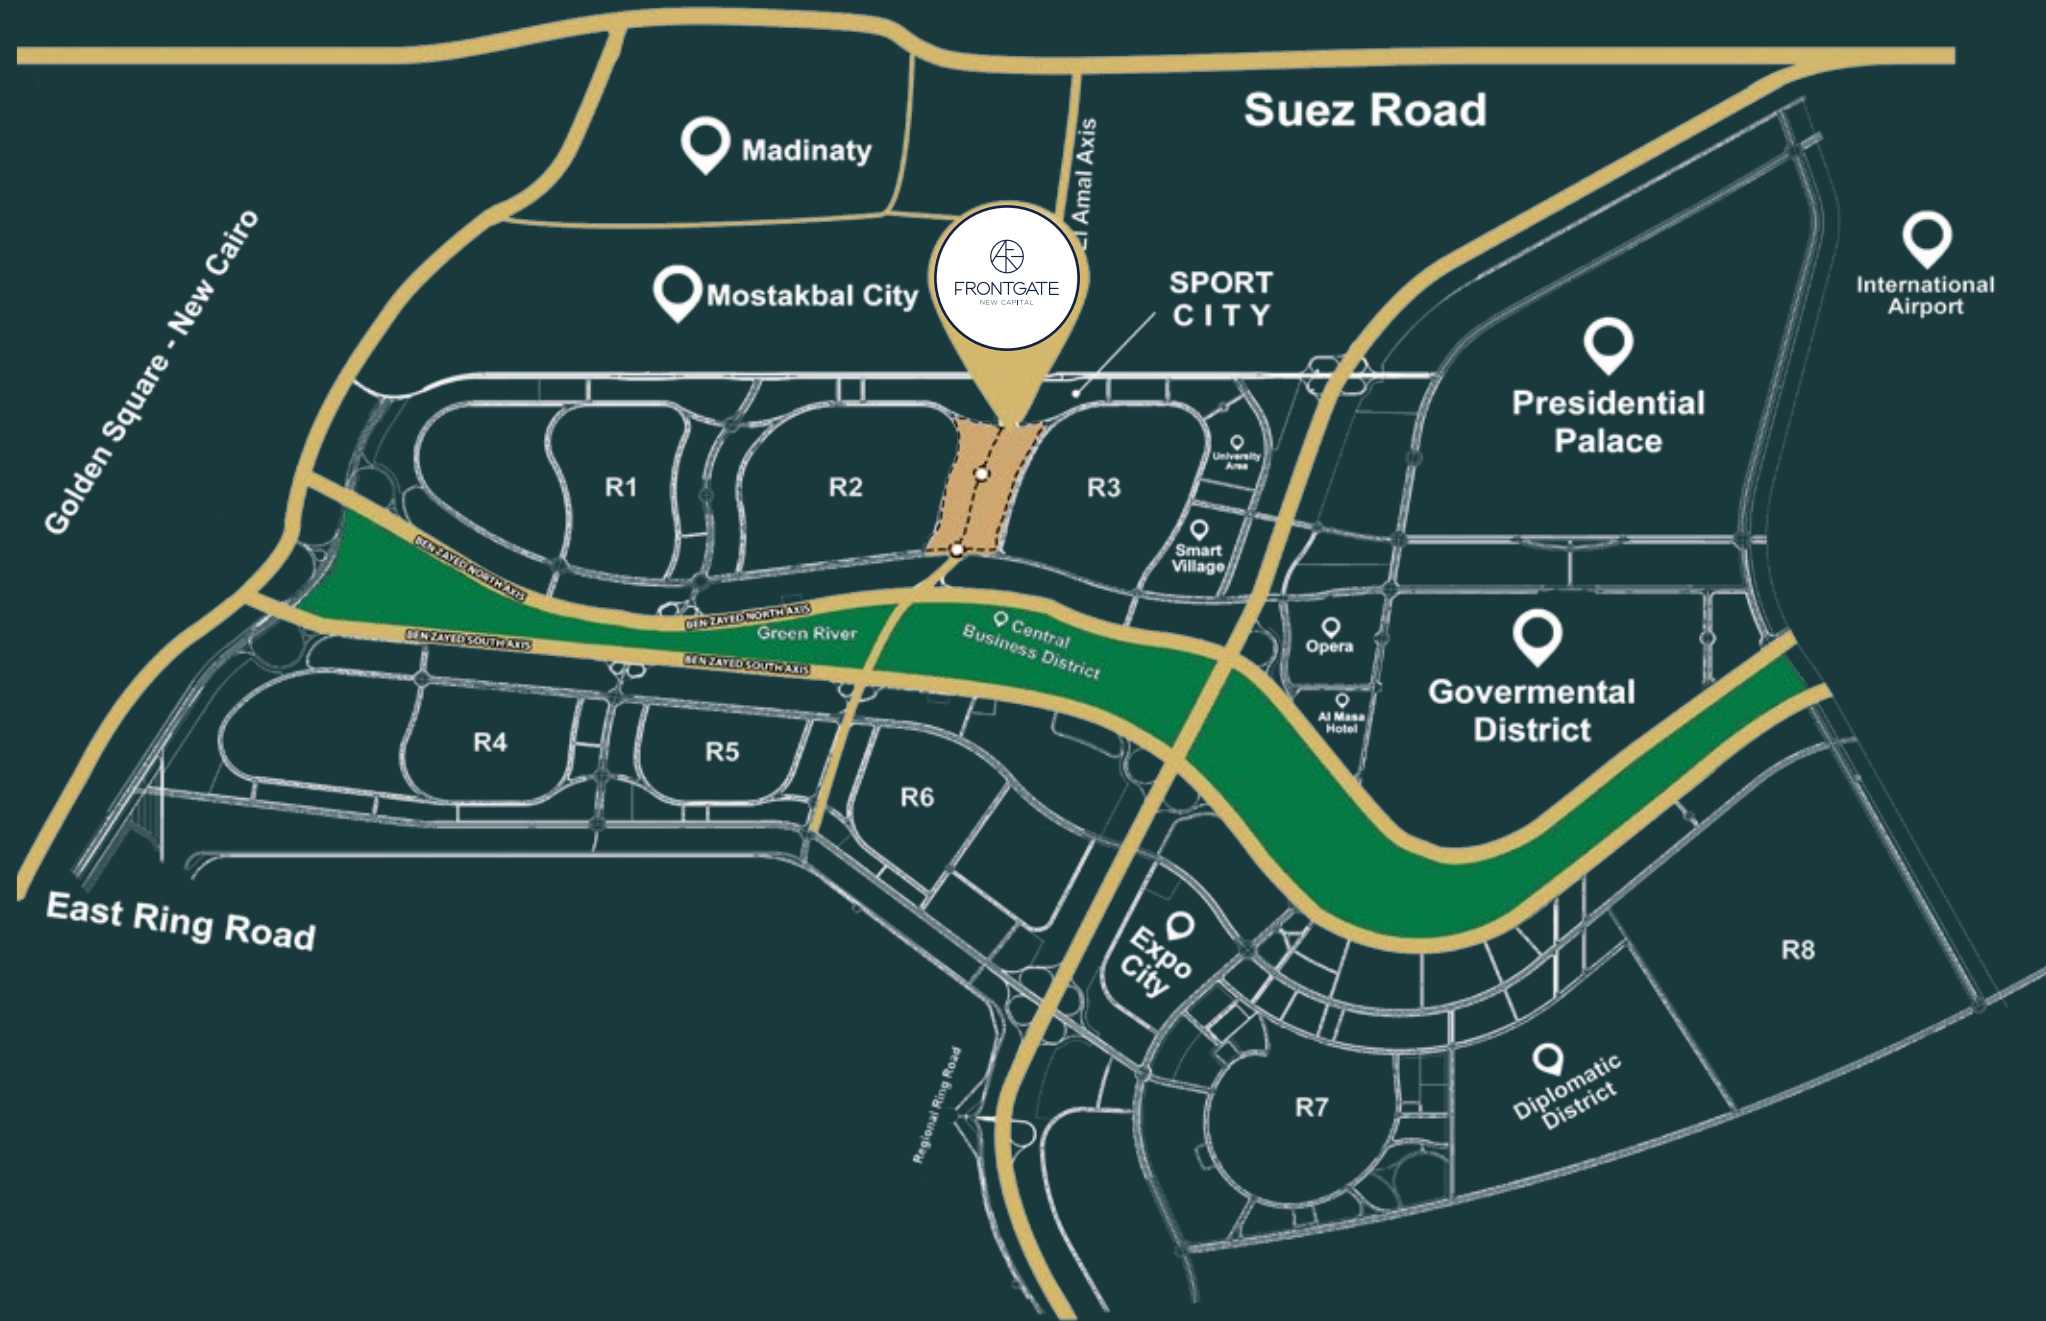 Suez Road
Madinaty
El Amal Axis
Golden Square - New Cairo
International
Airport
FRONTGATE
NEW CAPITAL
Mostakbal City
SPORT
CITY
Presidential
Palace
University
Area
R1
R2
R3
Smart
Village
BEN ZAYED NORTH AXIS
BEN ZAYED NORTH AXIS
Green River
Central
Business District
BEN ZAYED SOUTH AXIS
BEN ZAYED SOUTH AXIS
Opera
Govermental
District
Al Masa
Hotel
R4
R5
R6
East Ring Road
Expo
City
R8
Regional Ring Road
R7
Diplomatic
District